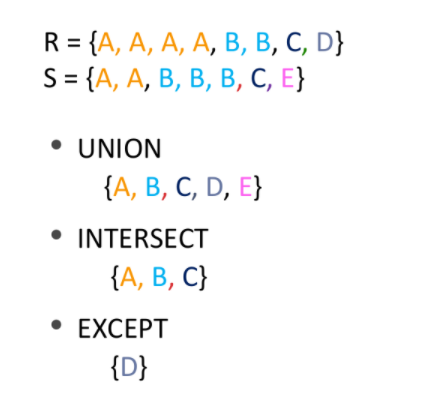 R = {A, A, A, A, B, B, C, D}
S = {A, A, B, B, B, C, E}
• UNION
{A, B, C, D, E}
• INTERSECT
{A, B, C}
• EXCEPT
{D}